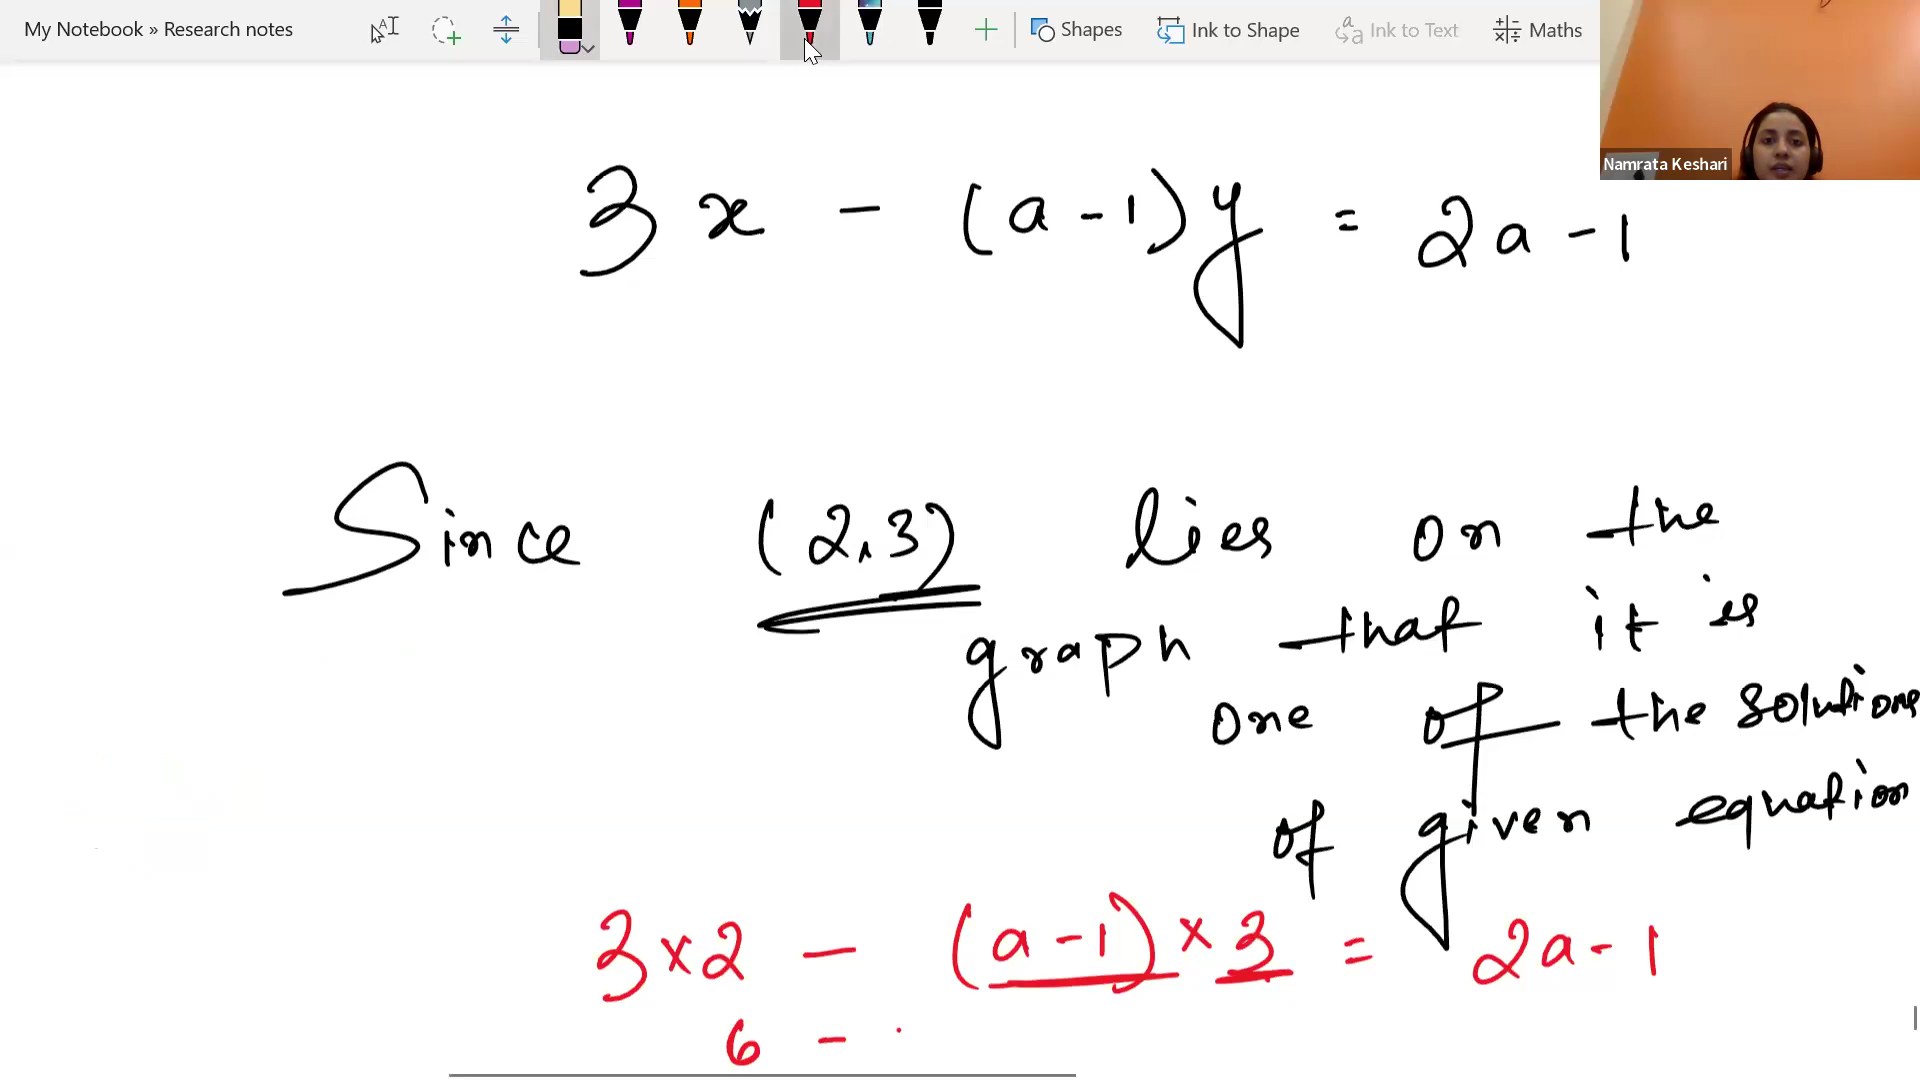 My Notebook » Research notes
Shapes
Ink to Shape
Ink to Text
Maths
Namrata Keshari
3x - (a-1)y = 2a-1
Since (2,3) lies on the
graph that it is
one of the solutions
of given equation
3×2 - (a-1)×3 = 2a-1
6 -